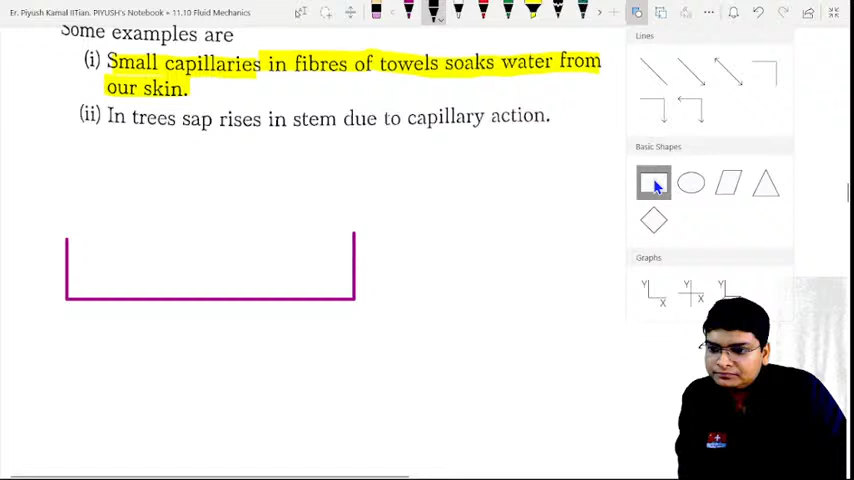 Er. Piyush Kamal IITian. PIYUSH's Notebook » 11.10 Fluid Mechanics
Some examples are
(i) Small capillaries in fibres of towels soaks water from
our skin.
(ii) In trees sap rises in stem due to capillary action.
Lines
Basic Shapes
Graphs
Y
X
Y
X
Y